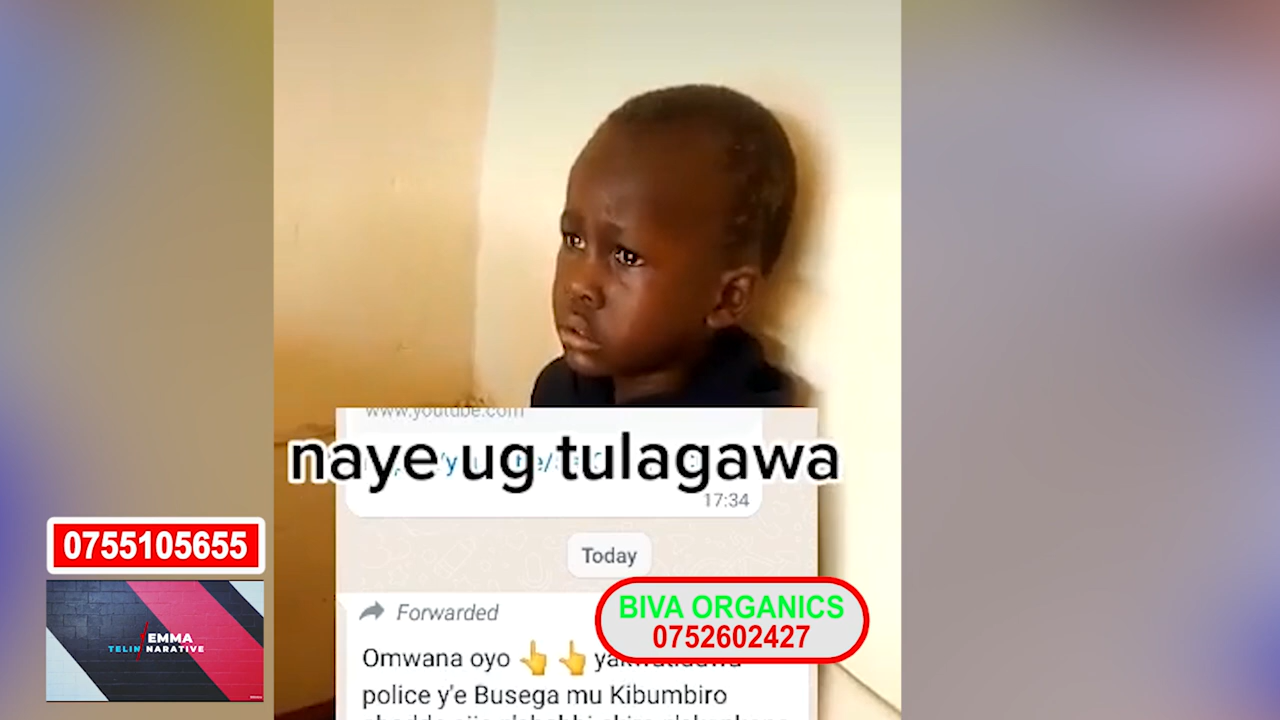 www.youtube.com
naye ug tulagawa
17:34
Today
Forwarded
Omwana oyo 👆👆
police y'e Busega mu Kibumbiro
0755105655
EMMA
TELIN NARATIVE
BIVA ORGANICS
0752602427